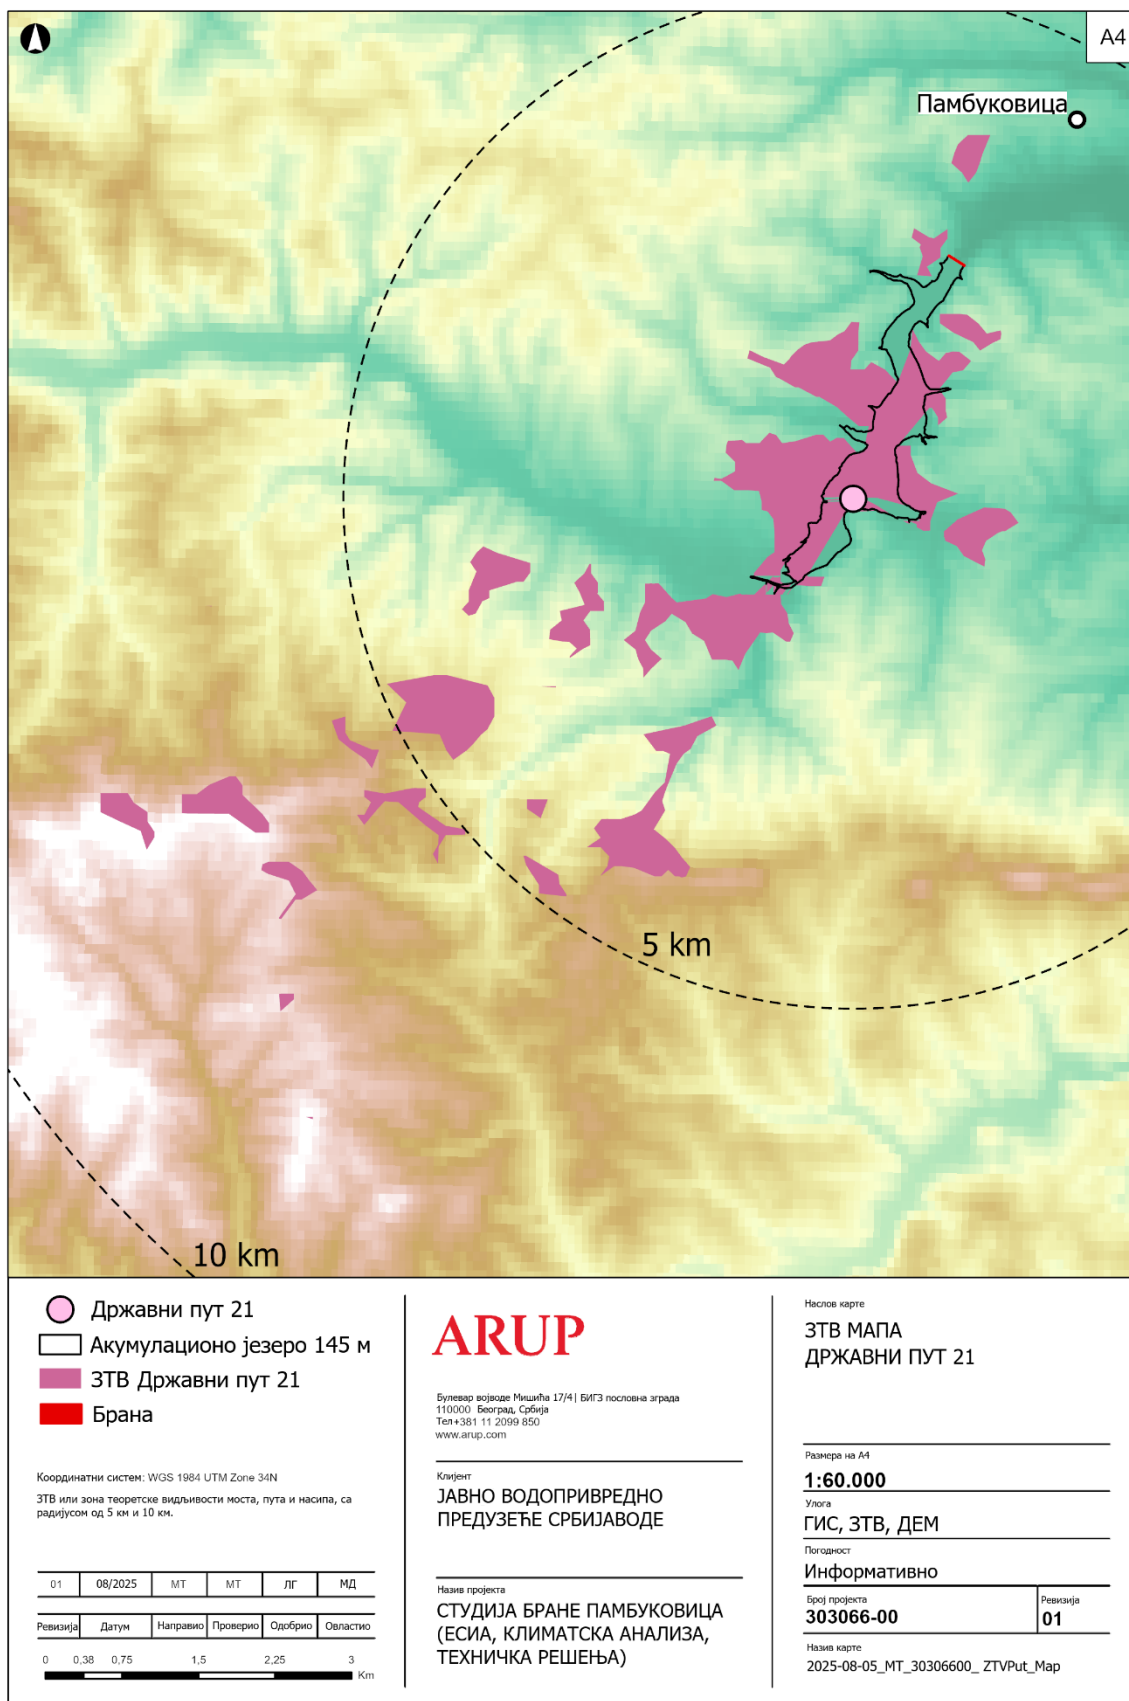 A4
Памбуковица
5 km
10 km
Државни пут 21
Акумулационо језеро 145 м
ЗТВ Државни пут 21
Брана
Координатни систем: WGS 1984 UTM Zone 34N
ЗТВ или зона теоретске видљивости моста, пута и насипа, са
радијусом од 5 км и 10 км.
01 08/2025 МТ МТ ЛГ МД
Ревизија Датум Направио Проверио Одобрио Овластио
0 0,38 0,75 1,5 2,25 3
Km
ARUP
Булевар војводе Мишића 17/4| БИГЗ пословна зграда
110000 Београд, Србија
Тел+381 11 2099 850
www.arup.com
Клијент
ЈАВНО ВОДОПРИВРЕДНО
ПРЕДУЗЕЋЕ СРБИЈАВОДЕ
Назив пројекта
СТУДИЈА БРАНЕ ПАМБУКОВИЦА
(ЕСИА, КЛИМАТСКА АНАЛИЗА,
ТЕХНИЧКА РЕШЕЊА)
Наслов карте
ЗТВ МАПА
ДРЖАВНИ ПУТ 21
Размера на А4
1:60.000
Улога
ГИС, ЗТВ, ДЕМ
Погодност
Информативно
Број пројекта
303066-00
Ревизија
01
Назив карте
2025-08-05_MT_30306600_ ZTVPut_Map